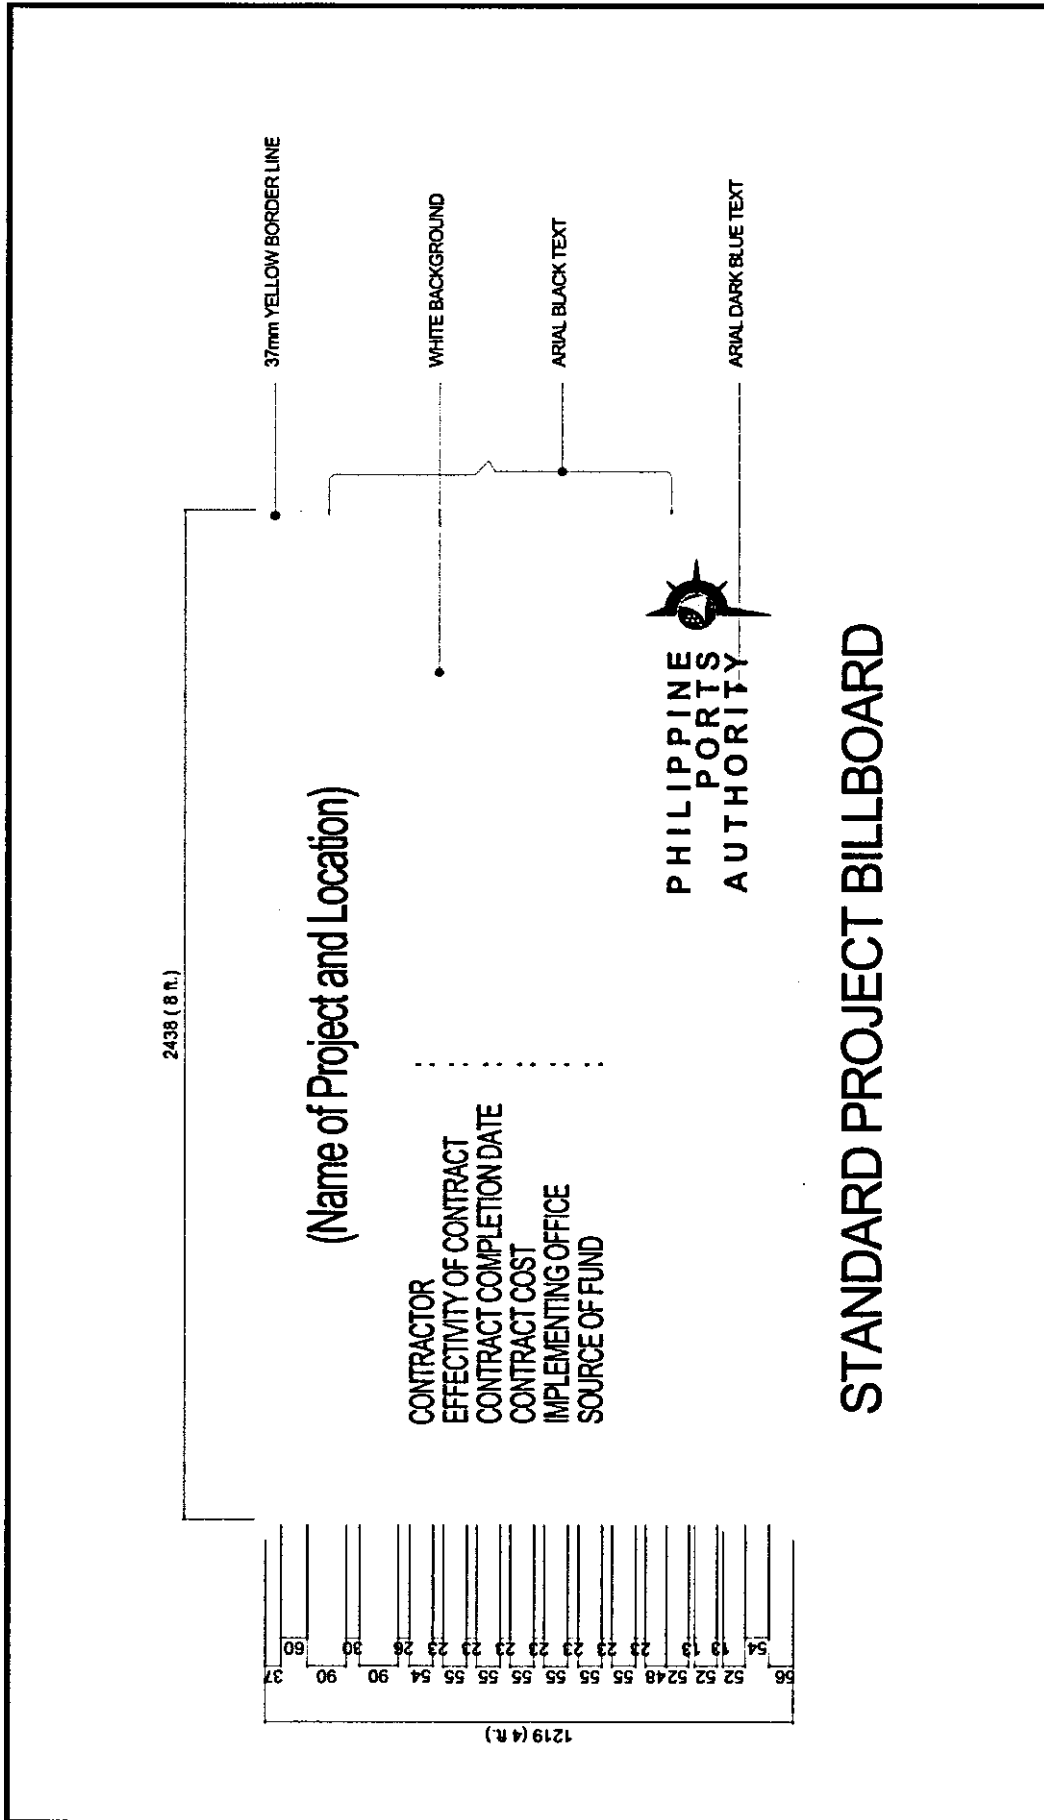 2438 ( 8 ft.)
37mm YELLOW BORDER LINE
(Name of Project and Location)
WHITE BACKGROUND
CONTRACTOR :
EFFECTIVITY OF CONTRACT :
CONTRACT COMPLETION DATE :
CONTRACT COST :
IMPLEMENTING OFFICE :
SOURCE OF FUND :
ARIAL BLACK TEXT
PHILIPPINE
PORTS
AUTHORITY
ARIAL DARK BLUE TEXT
1219 (4 ft.)
37
60
90
30
90
26
54
23
55
23
55
23
55
23
55
23
55
23
55
23
48
52
13
52
13
52
54
STANDARD PROJECT BILLBOARD